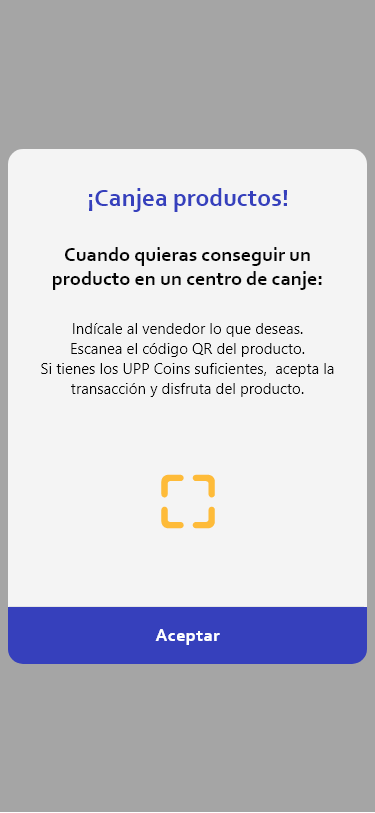 ¡Canjea productos!
Cuando quieras conseguir un
producto en un centro de canje:
Indícale al vendedor lo que deseas.
Escanea el código QR del producto.
Si tienes los UPP Coins suficientes,  acepta la
transacción y disfruta del producto.
Aceptar